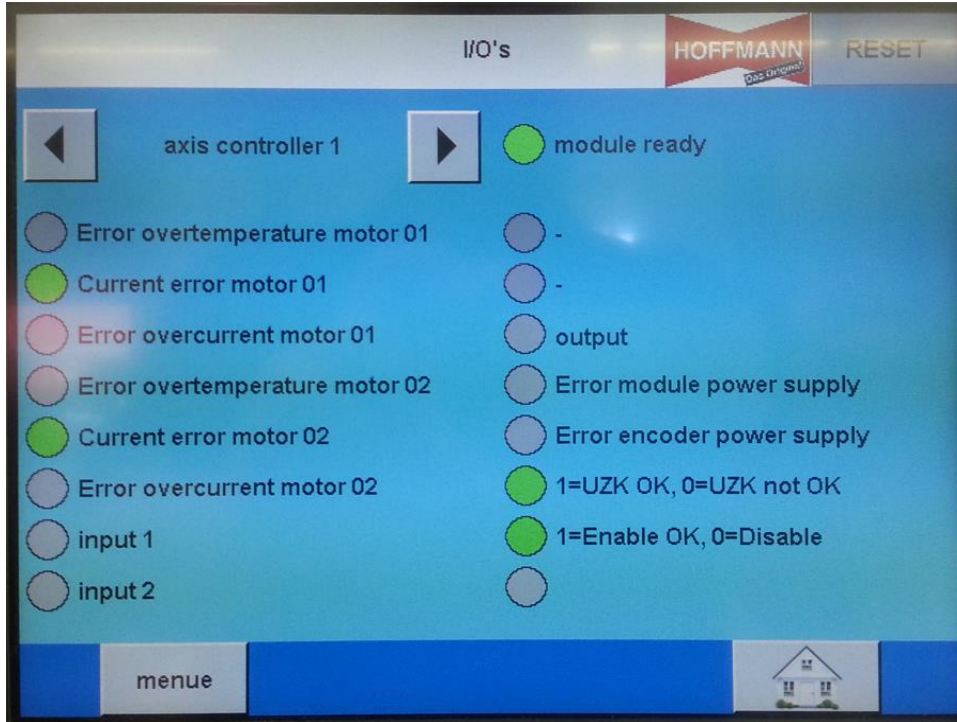 I/O's
HOFFMANN
Das Original
RESET
axis controller 1
module ready
Error overtemperature motor 01
Current error motor 01
Error overcurrent motor 01
Error overtemperature motor 02
Current error motor 02
Error overcurrent motor 02
input 1
input 2
-
-
output
Error module power supply
Error encoder power supply
1=UZK OK, 0=UZK not OK
1=Enable OK, 0=Disable
menue